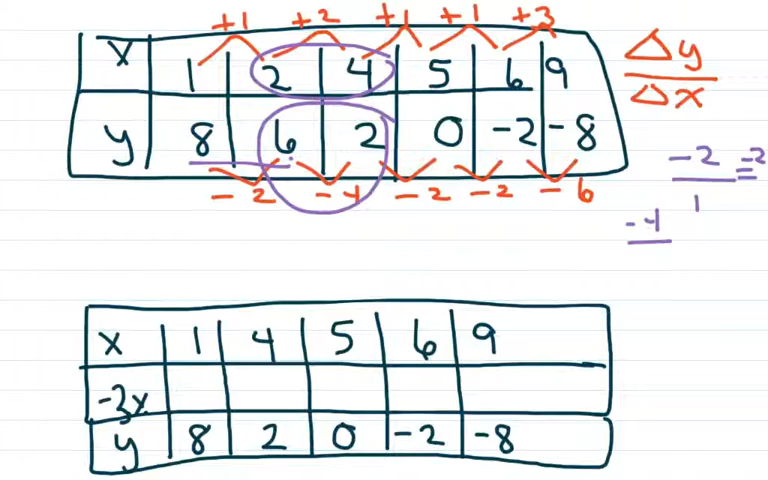 +1 +2 +1 +1 +3
x 1 2 4 5 6 9
y 8 6 2 0 -2 -8
-2 -4 -2 -2 -6
Δy
Δx
-2 = -2
1
-4
x 1 4 5 6 9
-3x
y 8 2 0 -2 -8